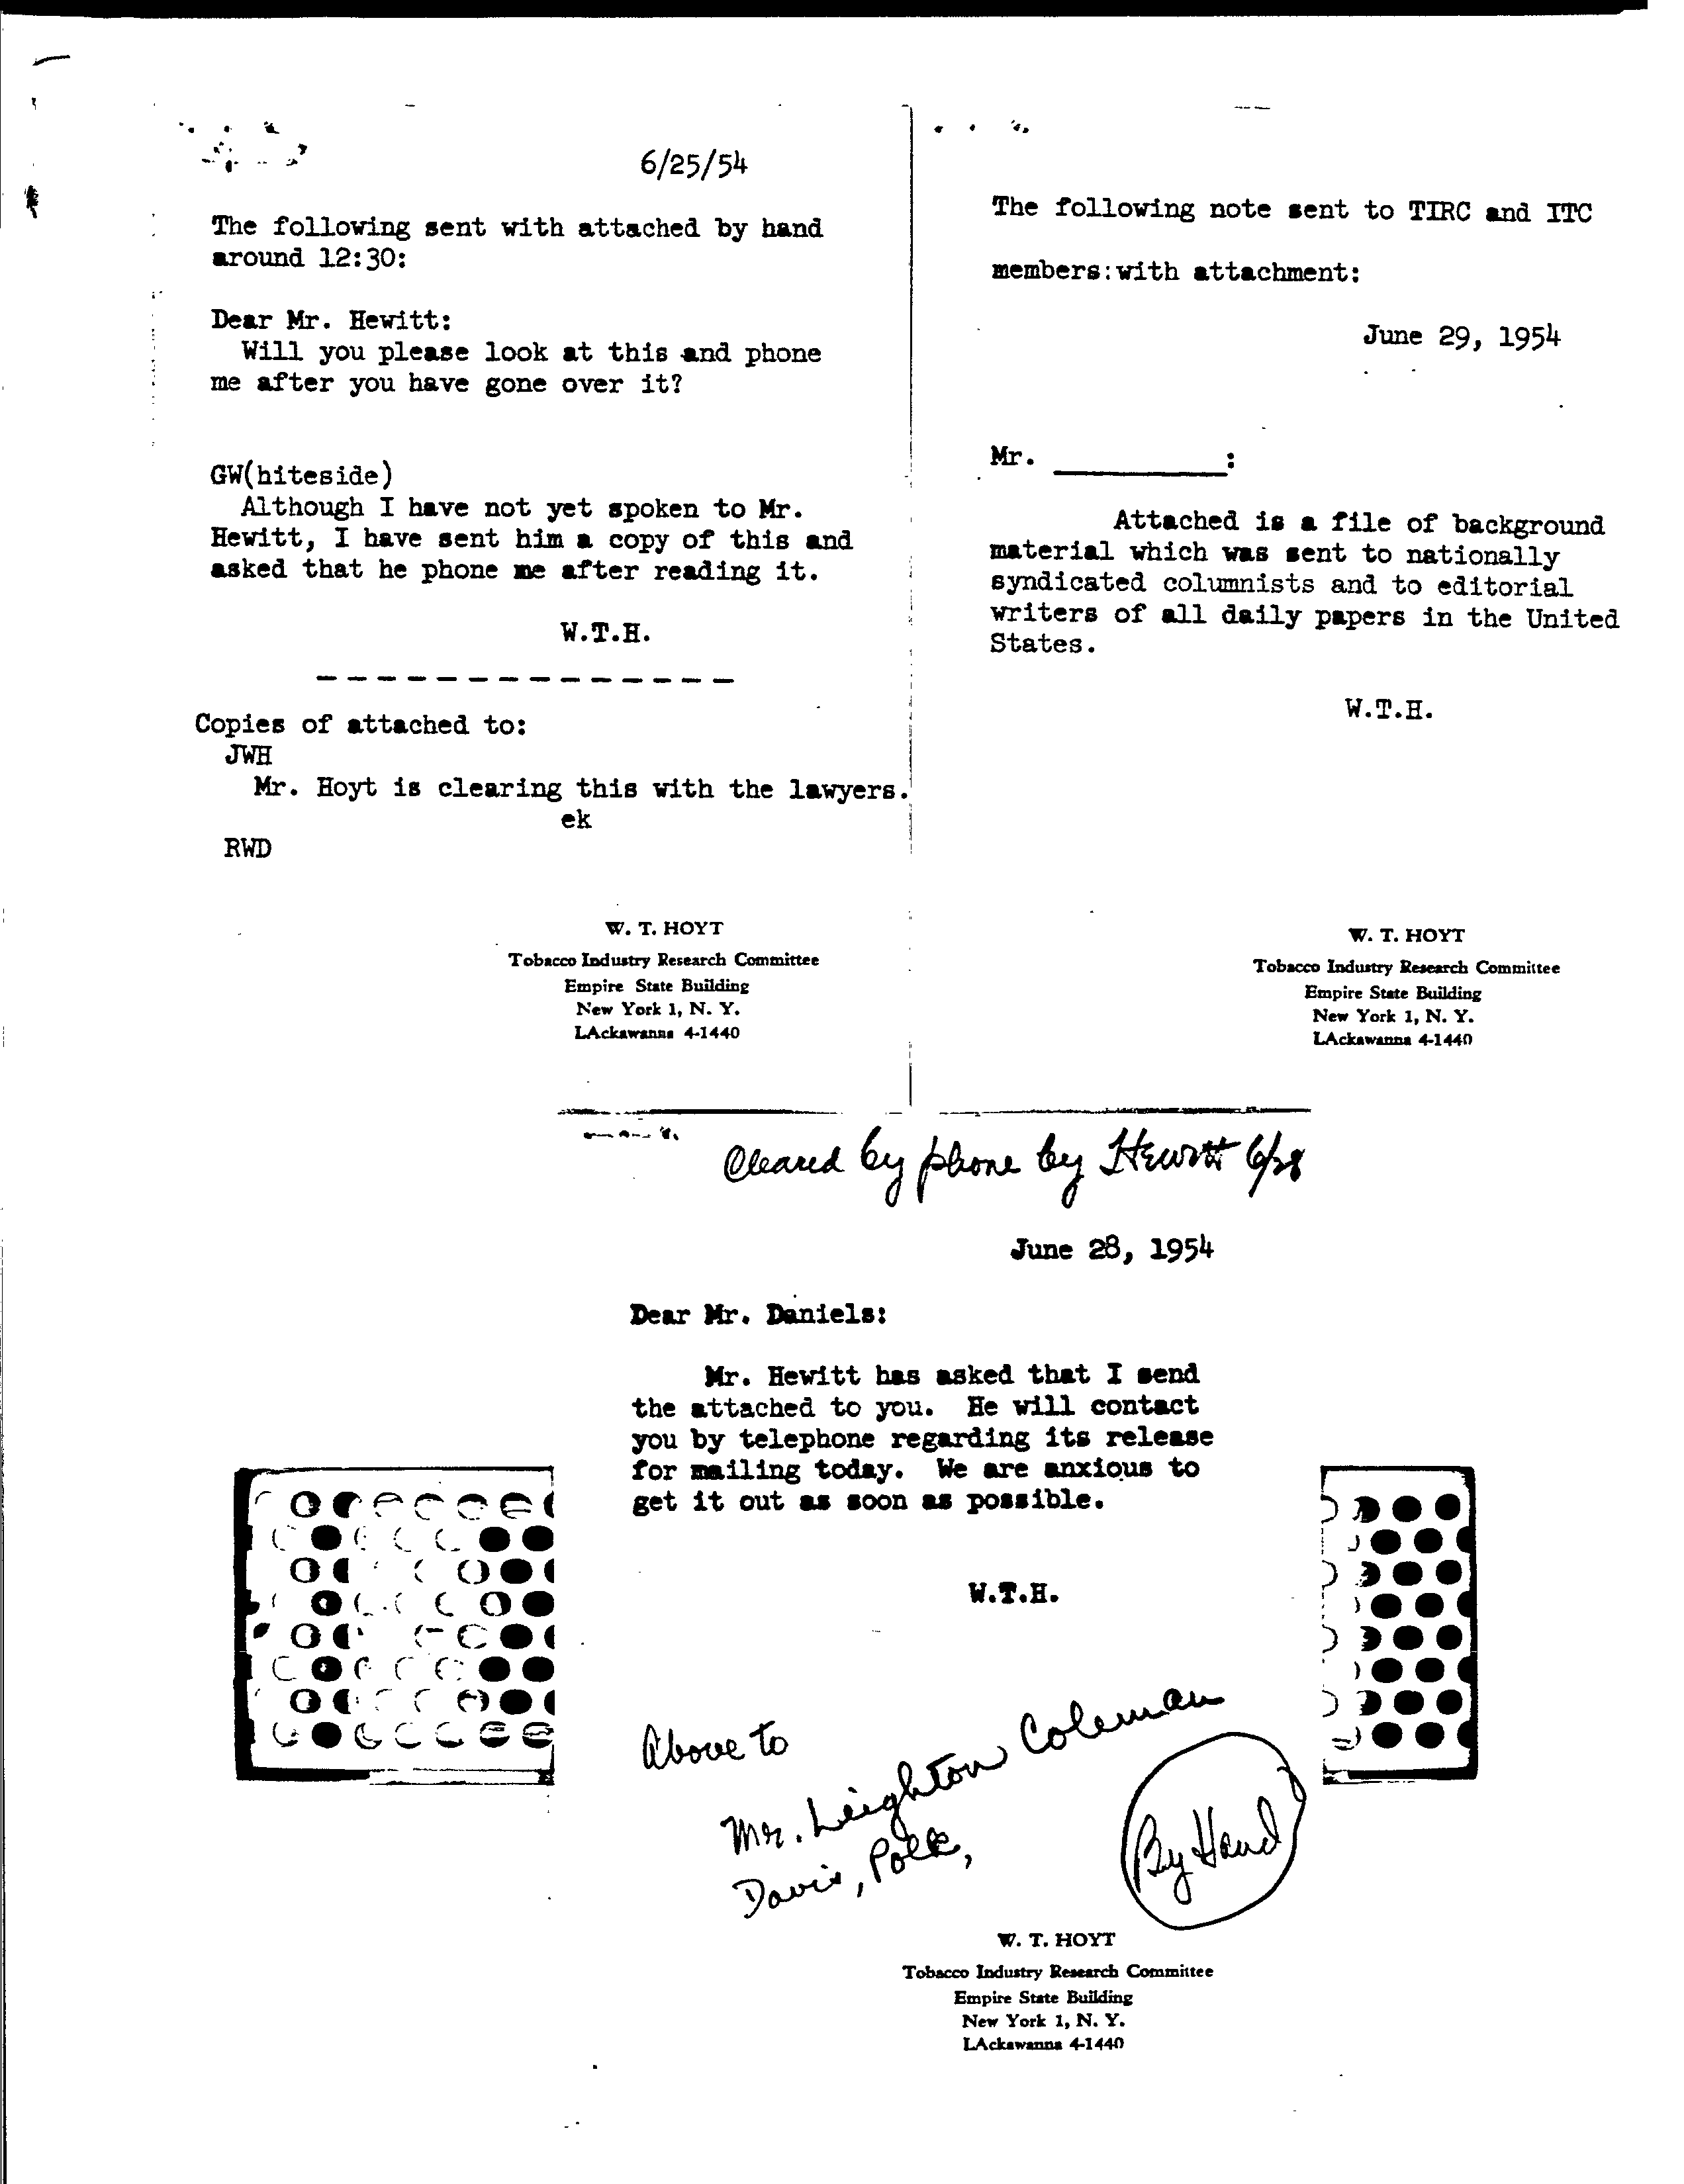 6/25/54
The following sent with attached by hand
around 12:30:
Dear Mr. Hewitt:
Will you please look at this and phone
me after you have gone over it?
GW(hiteside)
Although I have not yet spoken to Mr.
Hewitt, I have sent him a copy of this and
asked that he phone me after reading it.
W.T.H.
- - - - - - - - - - - - - -
Copies of attached to:
JWH
Mr. Hoyt is clearing this with the lawyers.
ek
RWD
W. T. HOYT
Tobacco Industry Research Committee
Empire State Building
New York 1, N. Y.
LAckawanna 4-1440
The following note sent to TIRC and ITC
members:with attachment:
June 29, 1954
Mr. ___________:
Attached is a file of background
material which was sent to nationally
syndicated columnists and to editorial
writers of all daily papers in the United
States.
W.T.H.
W. T. HOYT
Tobacco Industry Research Committee
Empire State Building
New York 1, N. Y.
LAckawanna 4-1440
Cleared by phone by Hewitt 6/28
June 28, 1954
Dear Mr. Daniels:
Mr. Hewitt has asked that I send
the attached to you. He will contact
you by telephone regarding its release
for mailing today. We are anxious to
get it out as soon as possible.
W.T.H.
Above to
Mr. Leighton Coleman
Davis, Polk,
By Hand
W. T. HOYT
Tobacco Industry Research Committee
Empire State Building
New York 1, N. Y.
LAckawanna 4-1440